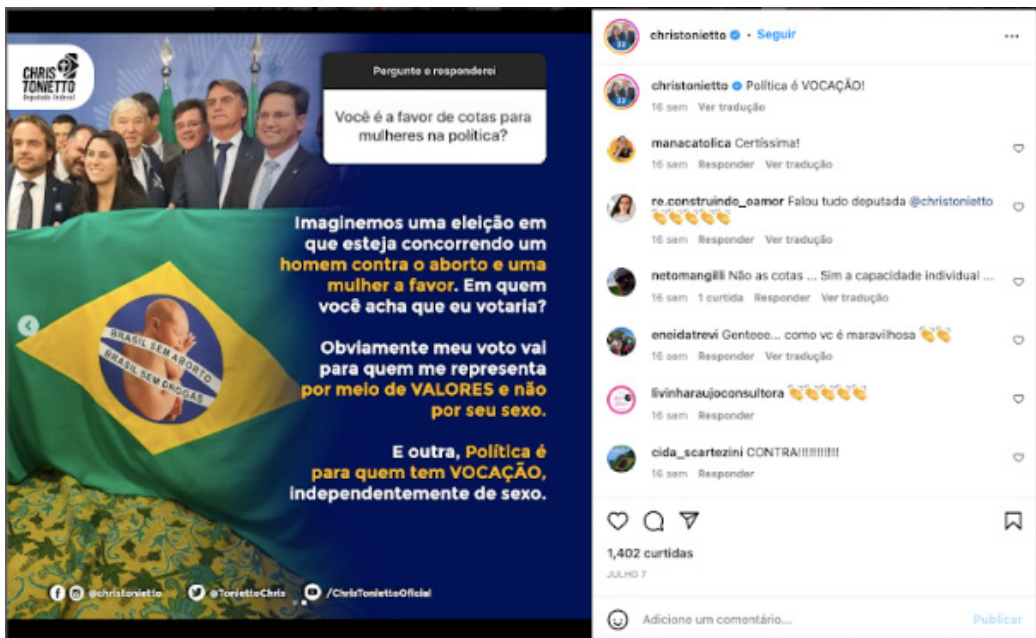 CHRIS
TONIETTO
Deputada Federal
Pergunte e responderei
Você é a favor de cotas para
mulheres na política?
Imaginemos uma eleição em
que esteja concorrendo um
homem contra o aborto e uma
mulher a favor. Em quem
você acha que eu votaria?
Obviamente meu voto vai
para quem me representa
por meio de VALORES e não
por seu sexo.
E outra, Política é
para quem tem VOCAÇÃO,
independentemente de sexo.
BRASIL SEM ABORTO
BRASIL SEM DROGAS
@christonietto @ToniettoChris /ChrisToniettoOficial
christonietto • Seguir
christonietto Política é VOCAÇÃO!
16 sem Ver tradução
manacatolica Certíssima!
16 sem Responder Ver tradução
re.construindo_oamor Falou tudo deputada @christonietto
👏👏👏👏👏
16 sem Responder Ver tradução
netomangilli Não as cotas ... Sim a capacidade individual ...
16 sem 1 curtida Responder Ver tradução
eneidatrevi Genteee... como vc é maravilhosa 👏👏
16 sem Responder Ver tradução
livinharaujoconsultora 👏👏👏👏👏
16 sem Responder
cida_scartezini CONTRA!!!!!!!!!!!!
16 sem Responder
1,402 curtidas
JULHO 7
Adicione um comentário... Publicar